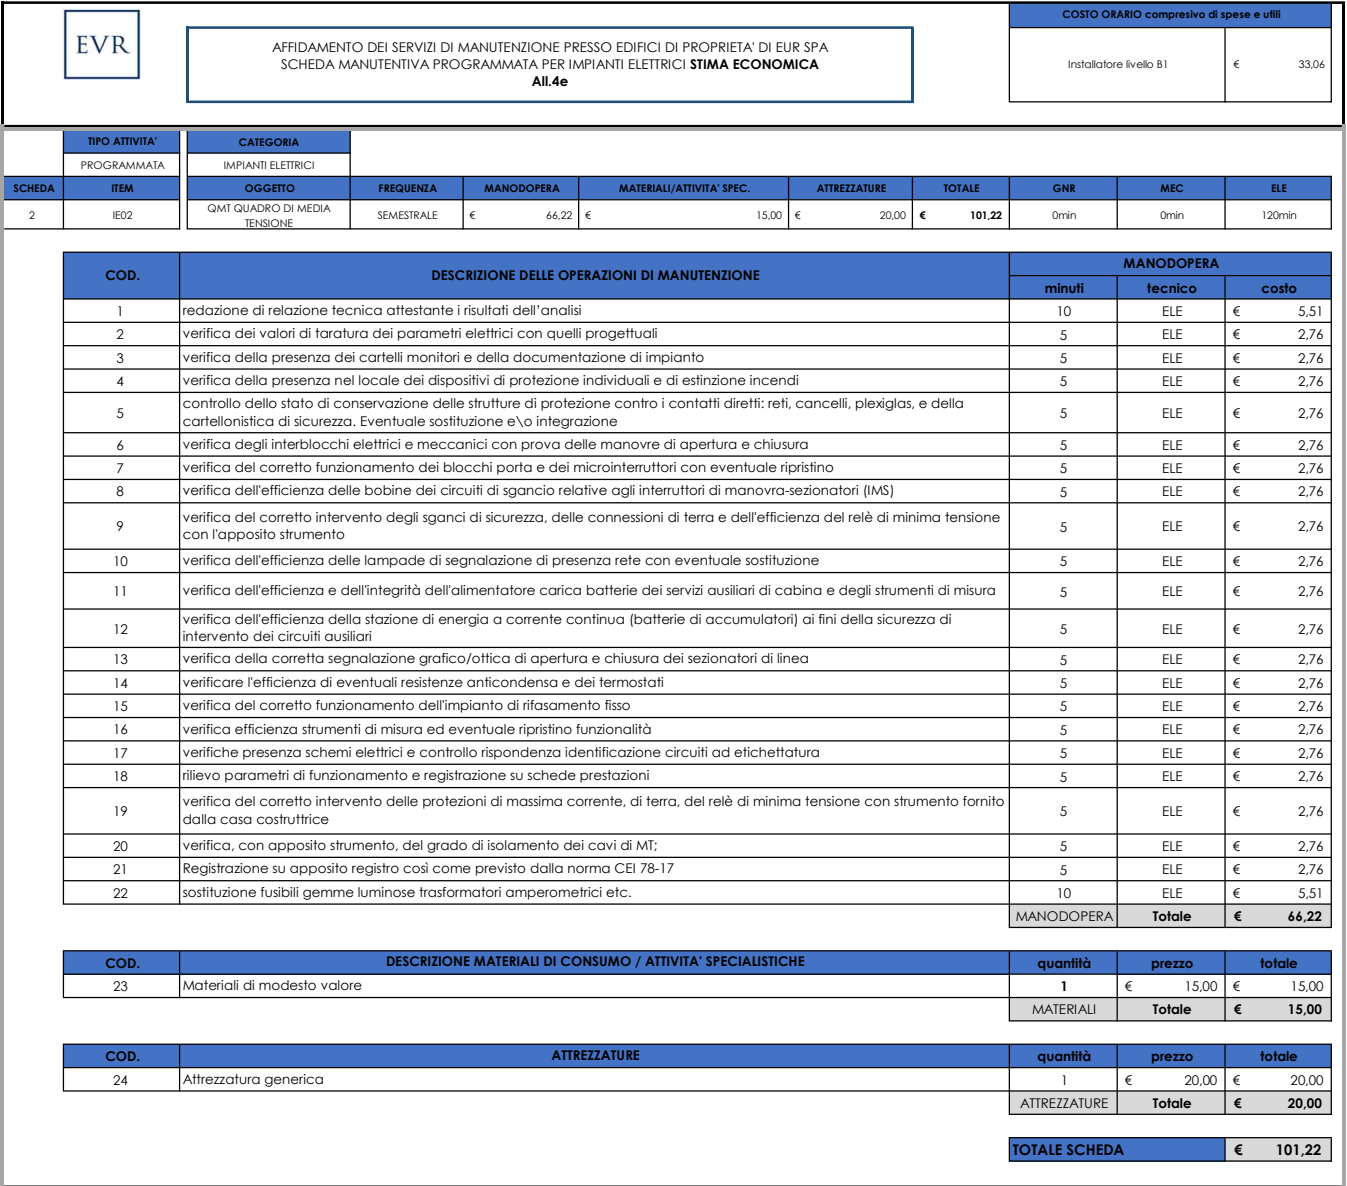 EVR
AFFIDAMENTO DEI SERVIZI DI MANUTENZIONE PRESSO EDIFICI DI PROPRIETA' DI EUR SPA
SCHEDA MANUTENTIVA PROGRAMMATA PER IMPIANTI ELETTRICI STIMA ECONOMICA
All.4e
COSTO ORARIO compresivo di spese e utili
Installatore livello B1 € 33,06
TIPO ATTIVITA' CATEGORIA
PROGRAMMATA IMPIANTI ELETTRICI
SCHEDA ITEM OGGETTO FREQUENZA MANODOPERA MATERIALI/ATTIVITA' SPEC. ATTREZZATURE TOTALE GNR MEC ELE
2 IE02 QMT QUADRO DI MEDIA TENSIONE SEMESTRALE € 66,22 € 15,00 € 20,00 € 101,22 0min 0min 120min
COD. DESCRIZIONE DELLE OPERAZIONI DI MANUTENZIONE MANODOPERA
minuti tecnico costo
1 redazione di relazione tecnica attestante i risultati dell'analisi 10 ELE € 5,51
2 verifica dei valori di taratura dei parametri elettrici con quelli progettuali 5 ELE € 2,76
3 verifica della presenza dei cartelli monitori e della documentazione di impianto 5 ELE € 2,76
4 verifica della presenza nel locale dei dispositivi di protezione individuali e di estinzione incendi 5 ELE € 2,76
5 controllo dello stato di conservazione delle strutture di protezione contro i contatti diretti: reti, cancelli, plexiglas, e della
cartellonistica di sicurezza. Eventuale sostituzione e\o integrazione 5 ELE € 2,76
6 verifica degli interblocchi elettrici e meccanici con prova delle manovre di apertura e chiusura 5 ELE € 2,76
7 verifica del corretto funzionamento dei blocchi porta e dei microinterruttori con eventuale ripristino 5 ELE € 2,76
8 verifica dell'efficienza delle bobine dei circuiti di sgancio relative agli interruttori di manovra-sezionatori (IMS) 5 ELE € 2,76
9 verifica del corretto intervento degli sganci di sicurezza, delle connessioni di terra e dell'efficienza del relè di minima tensione
con l'apposito strumento 5 ELE € 2,76
10 verifica dell'efficienza delle lampade di segnalazione di presenza rete con eventuale sostituzione 5 ELE € 2,76
11 verifica dell'efficienza e dell'integrità dell'alimentatore carica batterie dei servizi ausiliari di cabina e degli strumenti di misura 5 ELE € 2,76
12 verifica dell'efficienza della stazione di energia a corrente continua (batterie di accumulatori) ai fini della sicurezza di
intervento dei circuiti ausiliari 5 ELE € 2,76
13 verifica della corretta segnalazione grafico/ottica di apertura e chiusura dei sezionatori di linea 5 ELE € 2,76
14 verificare l'efficienza di eventuali resistenze anticondensa e dei termostati 5 ELE € 2,76
15 verifica del corretto funzionamento dell'impianto di rifasamento fisso 5 ELE € 2,76
16 verifica efficienza strumenti di misura ed eventuale ripristino funzionalità 5 ELE € 2,76
17 verifiche presenza schemi elettrici e controllo rispondenza identificazione circuiti ad etichettatura 5 ELE € 2,76
18 rilievo parametri di funzionamento e registrazione su schede prestazioni 5 ELE € 2,76
19 verifica del corretto intervento delle protezioni di massima corrente, di terra, del relè di minima tensione con strumento fornito
dalla casa costruttrice 5 ELE € 2,76
20 verifica, con apposito strumento, del grado di isolamento dei cavi di MT; 5 ELE € 2,76
21 Registrazione su apposito registro così come previsto dalla norma CEI 78-17 5 ELE € 2,76
22 sostituzione fusibili gemme luminose trasformatori amperometrici etc. 10 ELE € 5,51
MANODOPERA Totale € 66,22
COD. DESCRIZIONE MATERIALI DI CONSUMO / ATTIVITA' SPECIALISTICHE quantità prezzo totale
23 Materiali di modesto valore 1 € 15,00 € 15,00
MATERIALI Totale € 15,00
COD. ATTREZZATURE quantità prezzo totale
24 Attrezzatura generica 1 € 20,00 € 20,00
ATTREZZATURE Totale € 20,00
TOTALE SCHEDA € 101,22